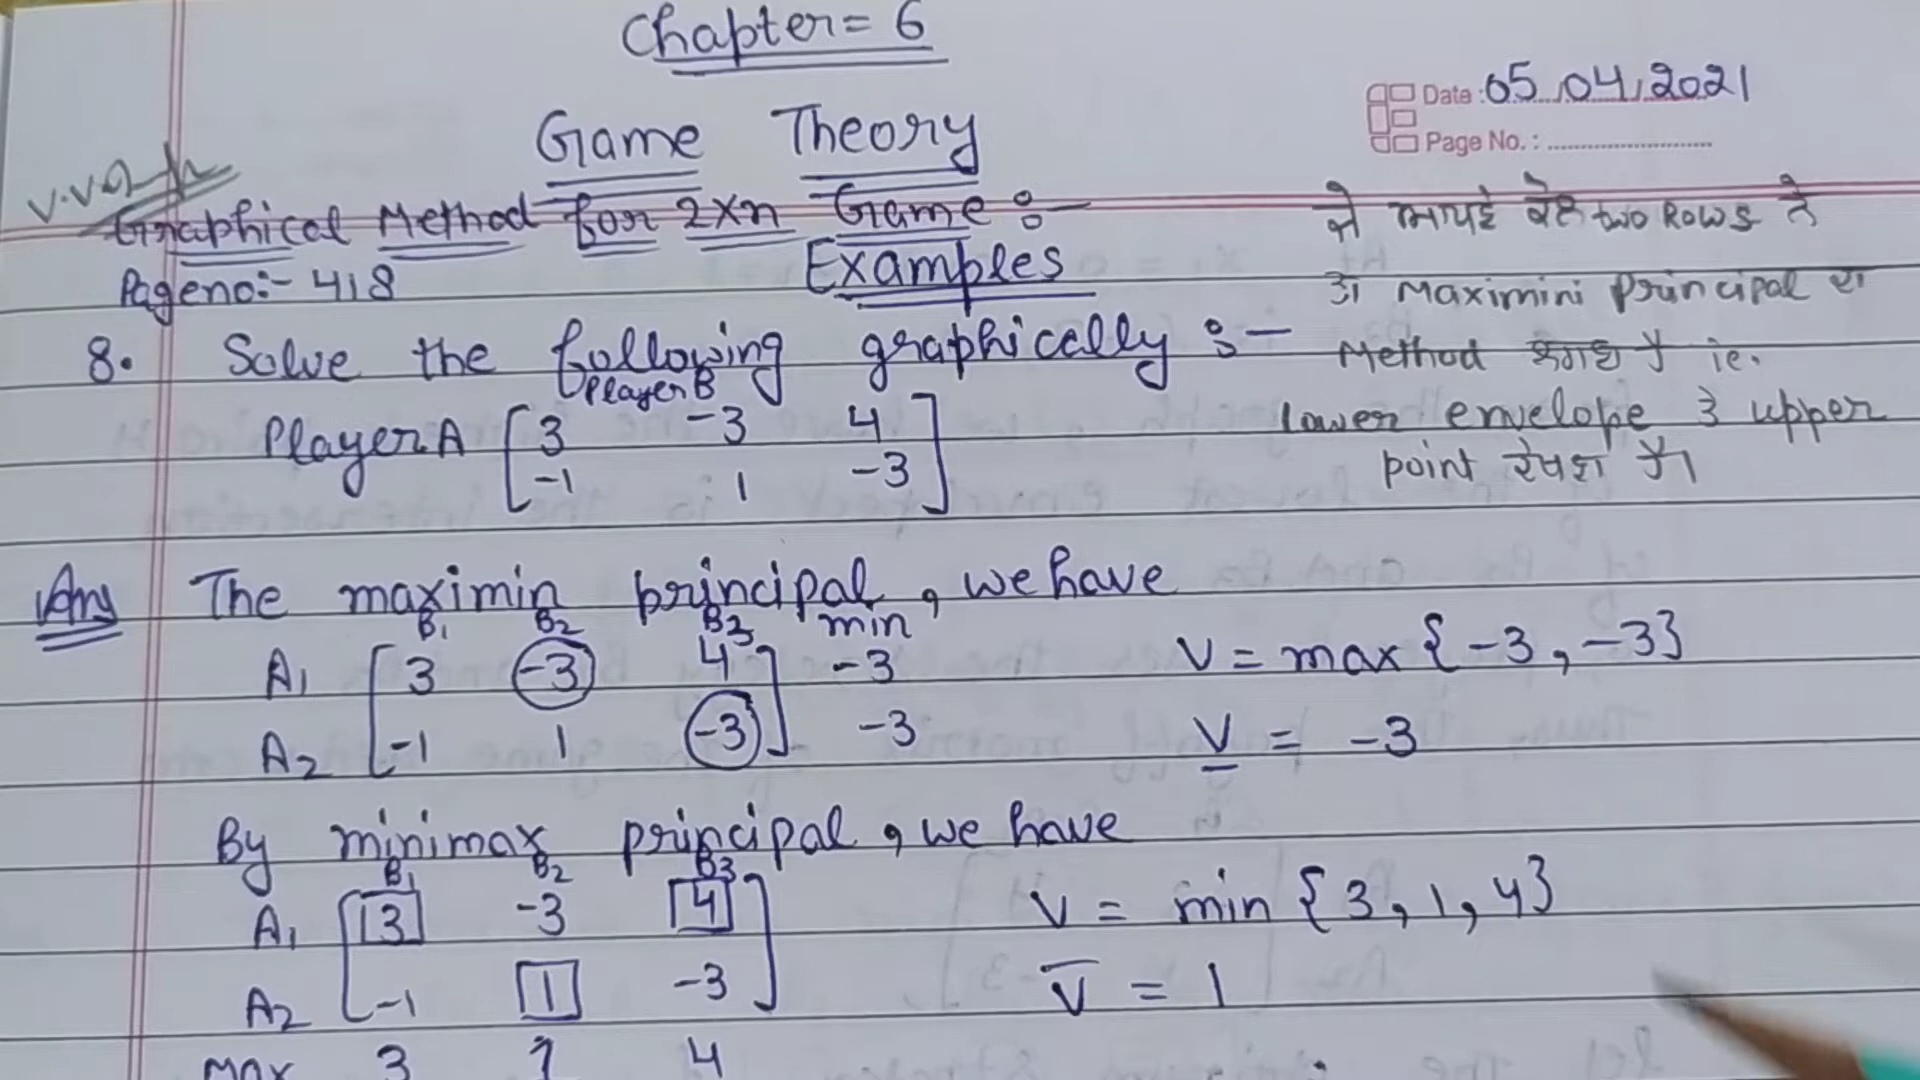 Chapter = 6
Date : 05.04.2021
Page No. :
Game Theory
Graphical Method for 2xn Game :-
Examples
Page no:- 418
8. Solve the following graphically :-
Player B
Player A [ 3 -3 4 ]
[ -1 1 -3 ]
two Rows
Maximini principal
Method ie.
lower envelope upper
point
Ans The maximin principal, we have
B1 B2 B3 min
A1 [ 3 -3 4 ] -3 V = max {-3, -3}
A2 [ -1 1 -3 ] -3 V = -3
By minimax principal, we have
B1 B2 B3
A1 [ 3 -3 4 ] V = min {3, 1, 4}
A2 [ -1 1 -3 ] V̅ = 1
Max 3 1 4